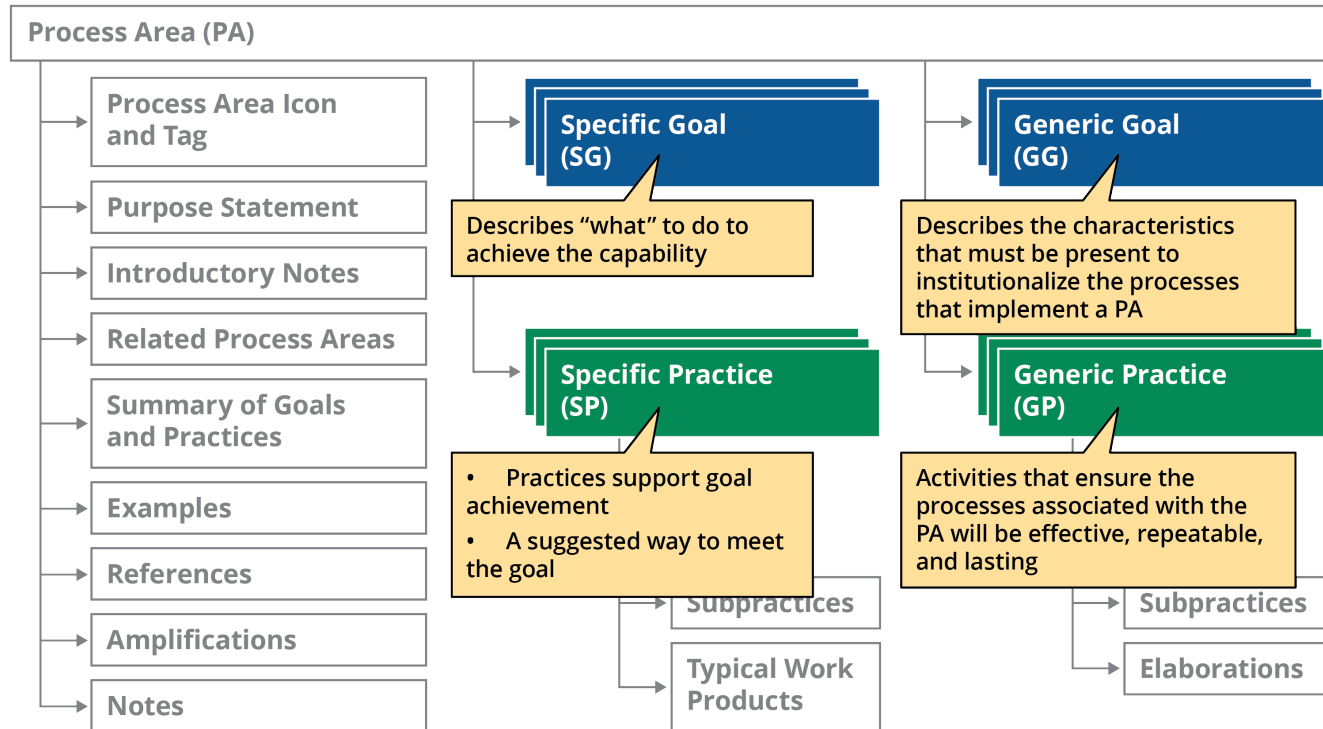 Process Area (PA)
Process Area Icon
and Tag
Purpose Statement
Introductory Notes
Related Process Areas
Summary of Goals
and Practices
Examples
References
Amplifications
Notes
Specific Goal
(SG)
Describes “what” to do to
achieve the capability
Specific Practice
(SP)
• Practices support goal
achievement
• A suggested way to meet
the goal
Subpractices
Typical Work
Products
Generic Goal
(GG)
Describes the characteristics
that must be present to
institutionalize the processes
that implement a PA
Generic Practice
(GP)
Activities that ensure the
processes associated with the
PA will be effective, repeatable,
and lasting
Subpractices
Elaborations